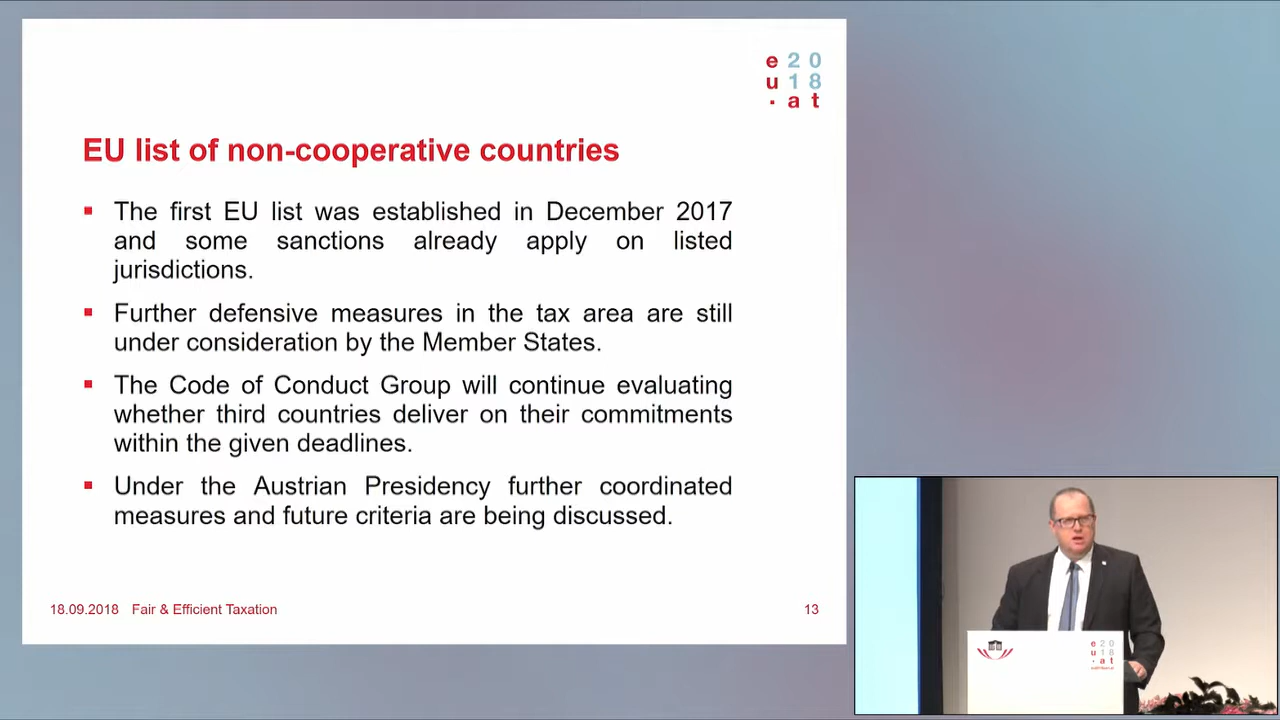 e 2 0
u 1 8
. a t
EU list of non-cooperative countries
The first EU list was established in December 2017
and some sanctions already apply on listed
jurisdictions.
Further defensive measures in the tax area are still
under consideration by the Member States.
The Code of Conduct Group will continue evaluating
whether third countries deliver on their commitments
within the given deadlines.
Under the Austrian Presidency further coordinated
measures and future criteria are being discussed.
18.09.2018 Fair & Efficient Taxation 13
e 2 0
u 1 8
. a t